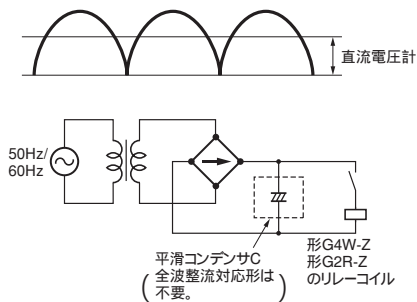 直流電圧計
50Hz/
60Hz
平滑コンデンサC
(全波整流対応形は)
不要。
形G4W-Z
形G2R-Z
のリレーコイル